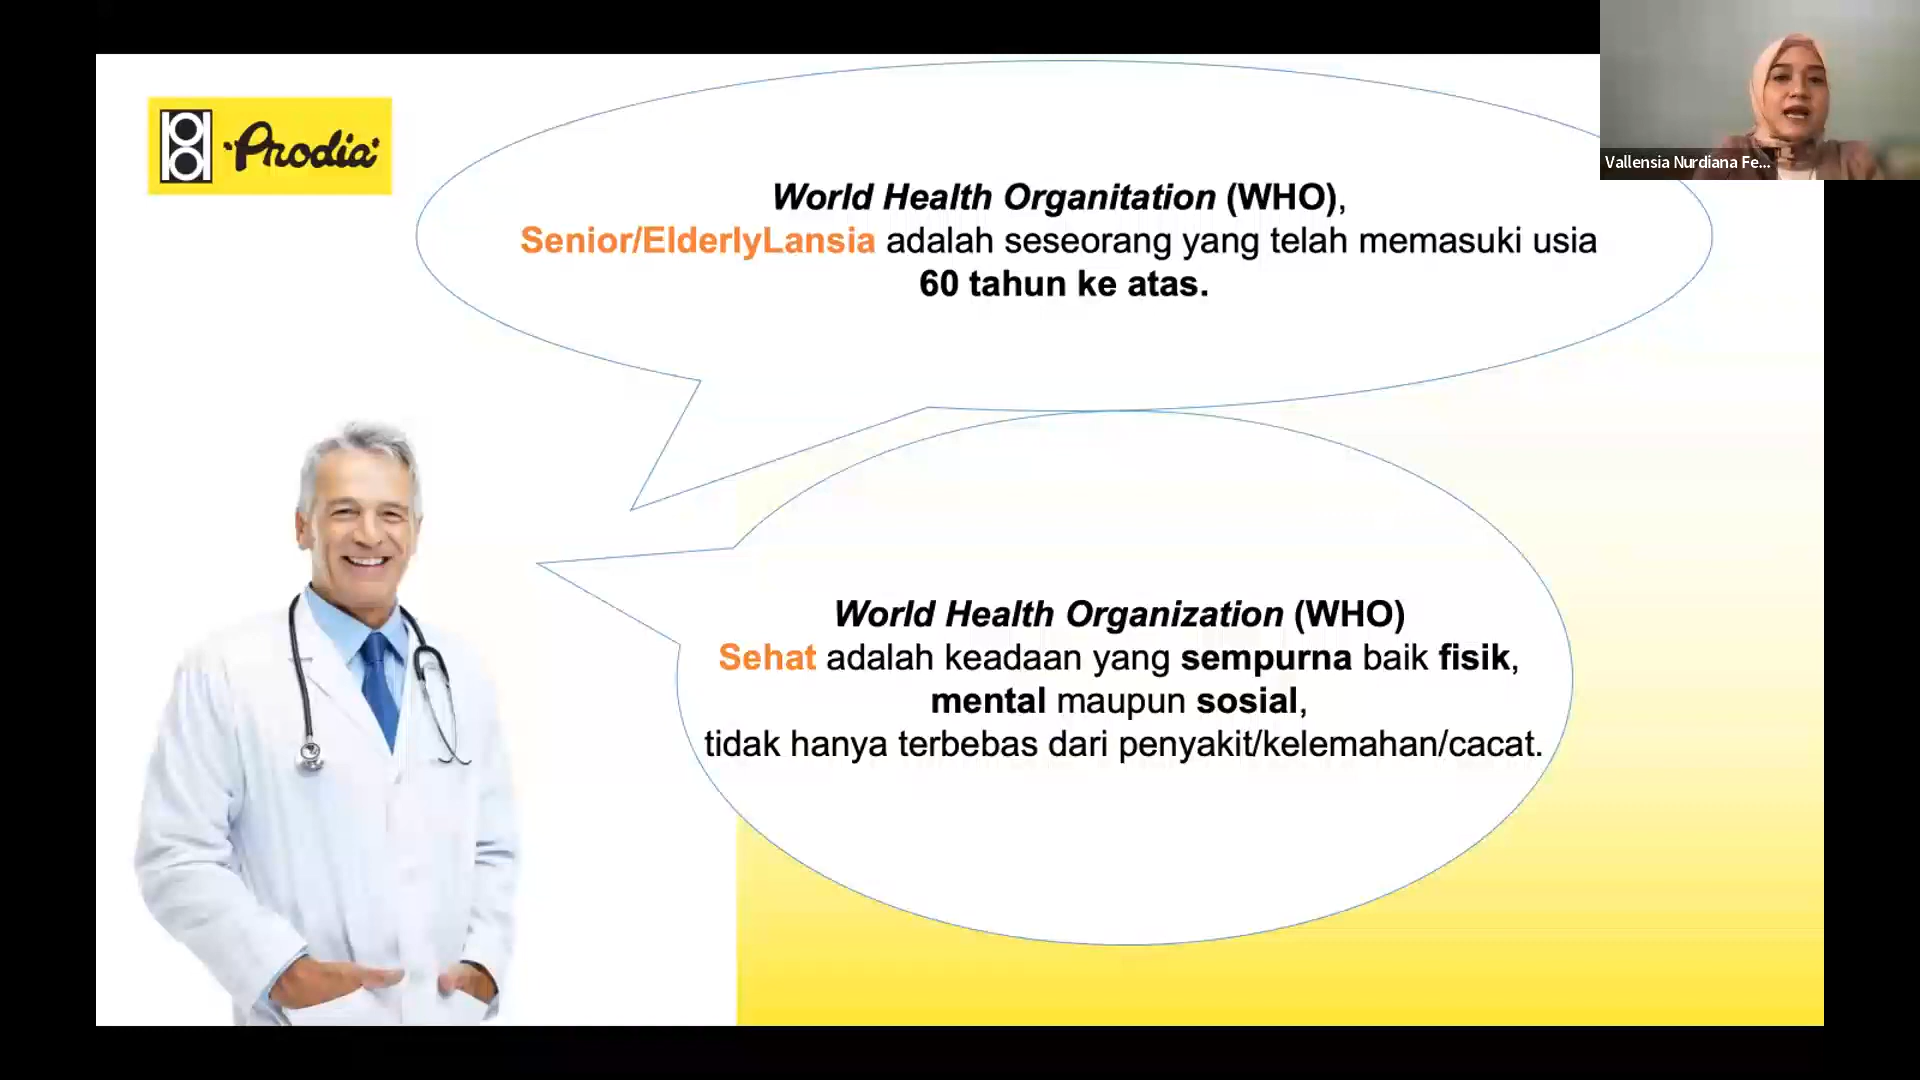 Prodia
Vallensia Nurdiana Fe...
World Health Organitation (WHO),
Senior/ElderlyLansia adalah seseorang yang telah memasuki usia
60 tahun ke atas.
World Health Organization (WHO)
Sehat adalah keadaan yang sempurna baik fisik,
mental maupun sosial,
tidak hanya terbebas dari penyakit/kelemahan/cacat.